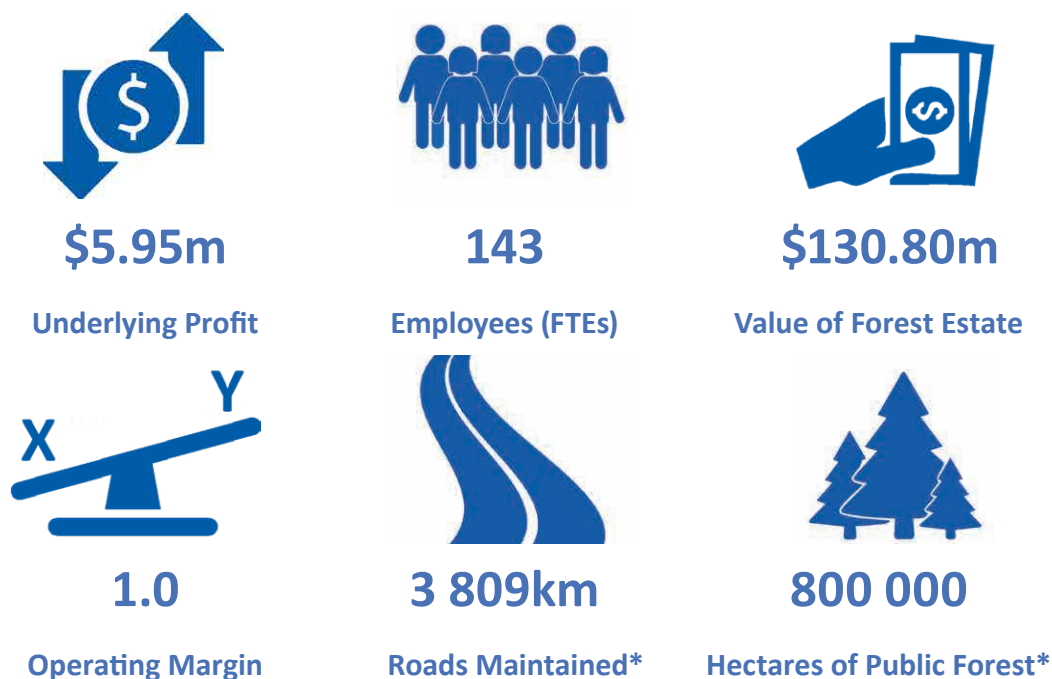 $
$
$5.95m
143
$130.80m
Underlying Profit
Employees (FTEs)
Value of Forest Estate
Y
X
1.0
3 809km
800 000
Operating Margin
Roads Maintained*
Hectares of Public Forest*